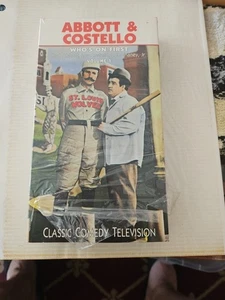 ABBOTT &
COSTELLO
WHO'S ON FIRST
ST. LOUIS
WOLVES
CLASSIC COMEDY TELEVISION